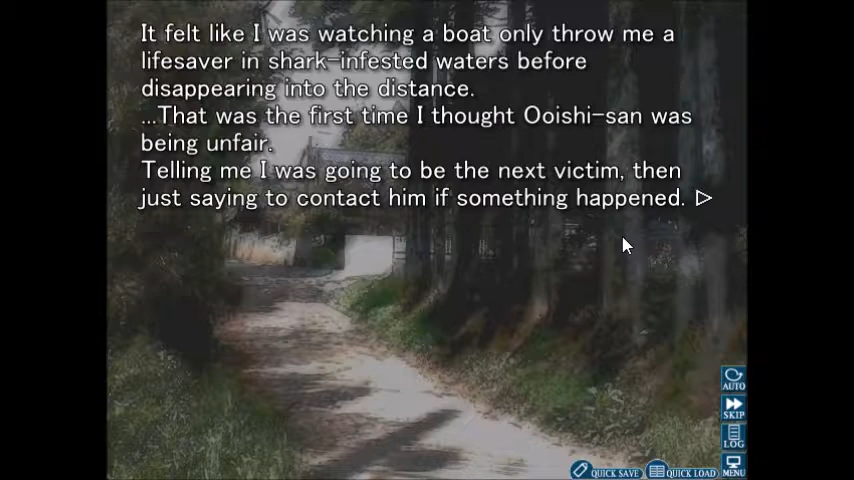 It felt like I was watching a boat only throw me a
lifesaver in shark-infested waters before
disappearing into the distance.
...That was the first time I thought Ooishi-san was
being unfair.
Telling me I was going to be the next victim, then
just saying to contact him if something happened.
AUTO
SKIP
LOG
MENU
QUICK SAVE
QUICK LOAD